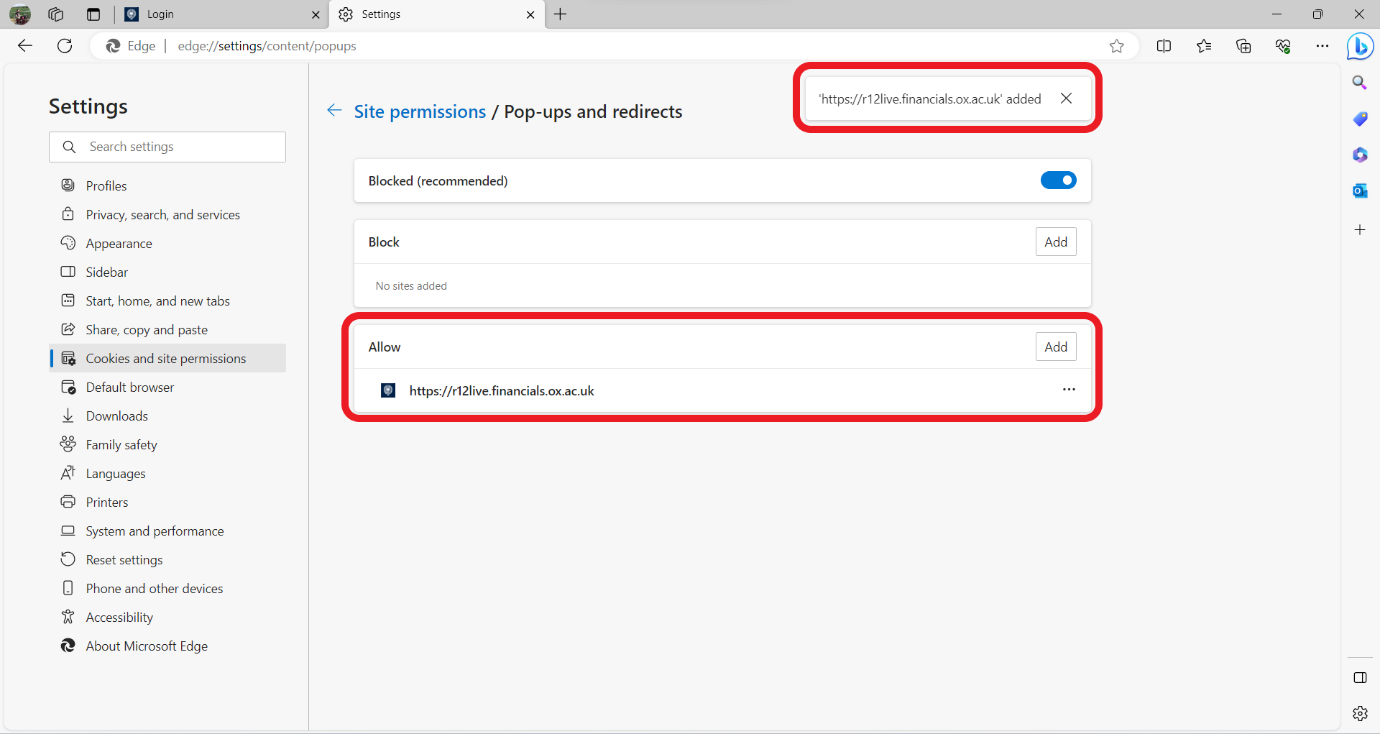 Login
Settings
Edge | edge://settings/content/popups
Settings
Search settings
Profiles
Privacy, search, and services
Appearance
Sidebar
Start, home, and new tabs
Share, copy and paste
Cookies and site permissions
Default browser
Downloads
Family safety
Languages
Printers
System and performance
Reset settings
Phone and other devices
Accessibility
About Microsoft Edge
Site permissions / Pop-ups and redirects
'https://r12live.financials.ox.ac.uk' added
Blocked (recommended)
Block Add
No sites added
Allow Add
https://r12live.financials.ox.ac.uk